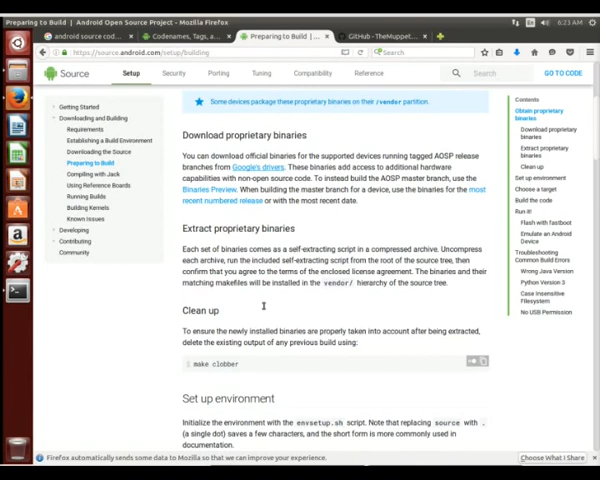 Preparing to Build | Android Open Source Project - Mozilla Firefox
En
6:23 AM
android source cod...
Codenames, Tags, a...
Preparing to Build | ...
GitHub - TheMuppet...
https://source.android.com/setup/building
Search
Source
Setup
Security
Porting
Tuning
Compatibility
Reference
Search
GO TO CODE
Getting Started
Downloading and Building
Requirements
Establishing a Build Environment
Downloading the Source
Preparing to Build
Compiling with Jack
Using Reference Boards
Running Builds
Building Kernels
Known Issues
Developing
Contributing
Community
Some devices package these proprietary binaries on their /vendor partition.
Download proprietary binaries
You can download official binaries for the supported devices running tagged AOSP release
branches from Google's drivers. These binaries add access to additional hardware
capabilities with non-open source code. To instead build the AOSP master branch, use the
Binaries Preview. When building the master branch for a device, use the binaries for the most
recent numbered release or with the most recent date.
Extract proprietary binaries
Each set of binaries comes as a self-extracting script in a compressed archive. Uncompress
each archive, run the included self-extracting script from the root of the source tree, then
confirm that you agree to the terms of the enclosed license agreement. The binaries and their
matching makefiles will be installed in the vendor/ hierarchy of the source tree.
Clean up
To ensure the newly installed binaries are properly taken into account after being extracted,
delete the existing output of any previous build using:
make clobber
Set up environment
Initialize the environment with the envsetup.sh script. Note that replacing source with .
(a single dot) saves a few characters, and the short form is more commonly used in
documentation.
Contents
Obtain proprietary
binaries
Download proprietary
binaries
Extract proprietary
binaries
Clean up
Set up environment
Choose a target
Build the code
Run It!
Flash with fastboot
Emulate an Android
Device
Troubleshooting
Common Build Errors
Wrong Java Version
Python Version 3
Case Insensitive
Filesystem
No USB Permission
Firefox automatically sends some data to Mozilla so that we can improve your experience.
Choose What I Share